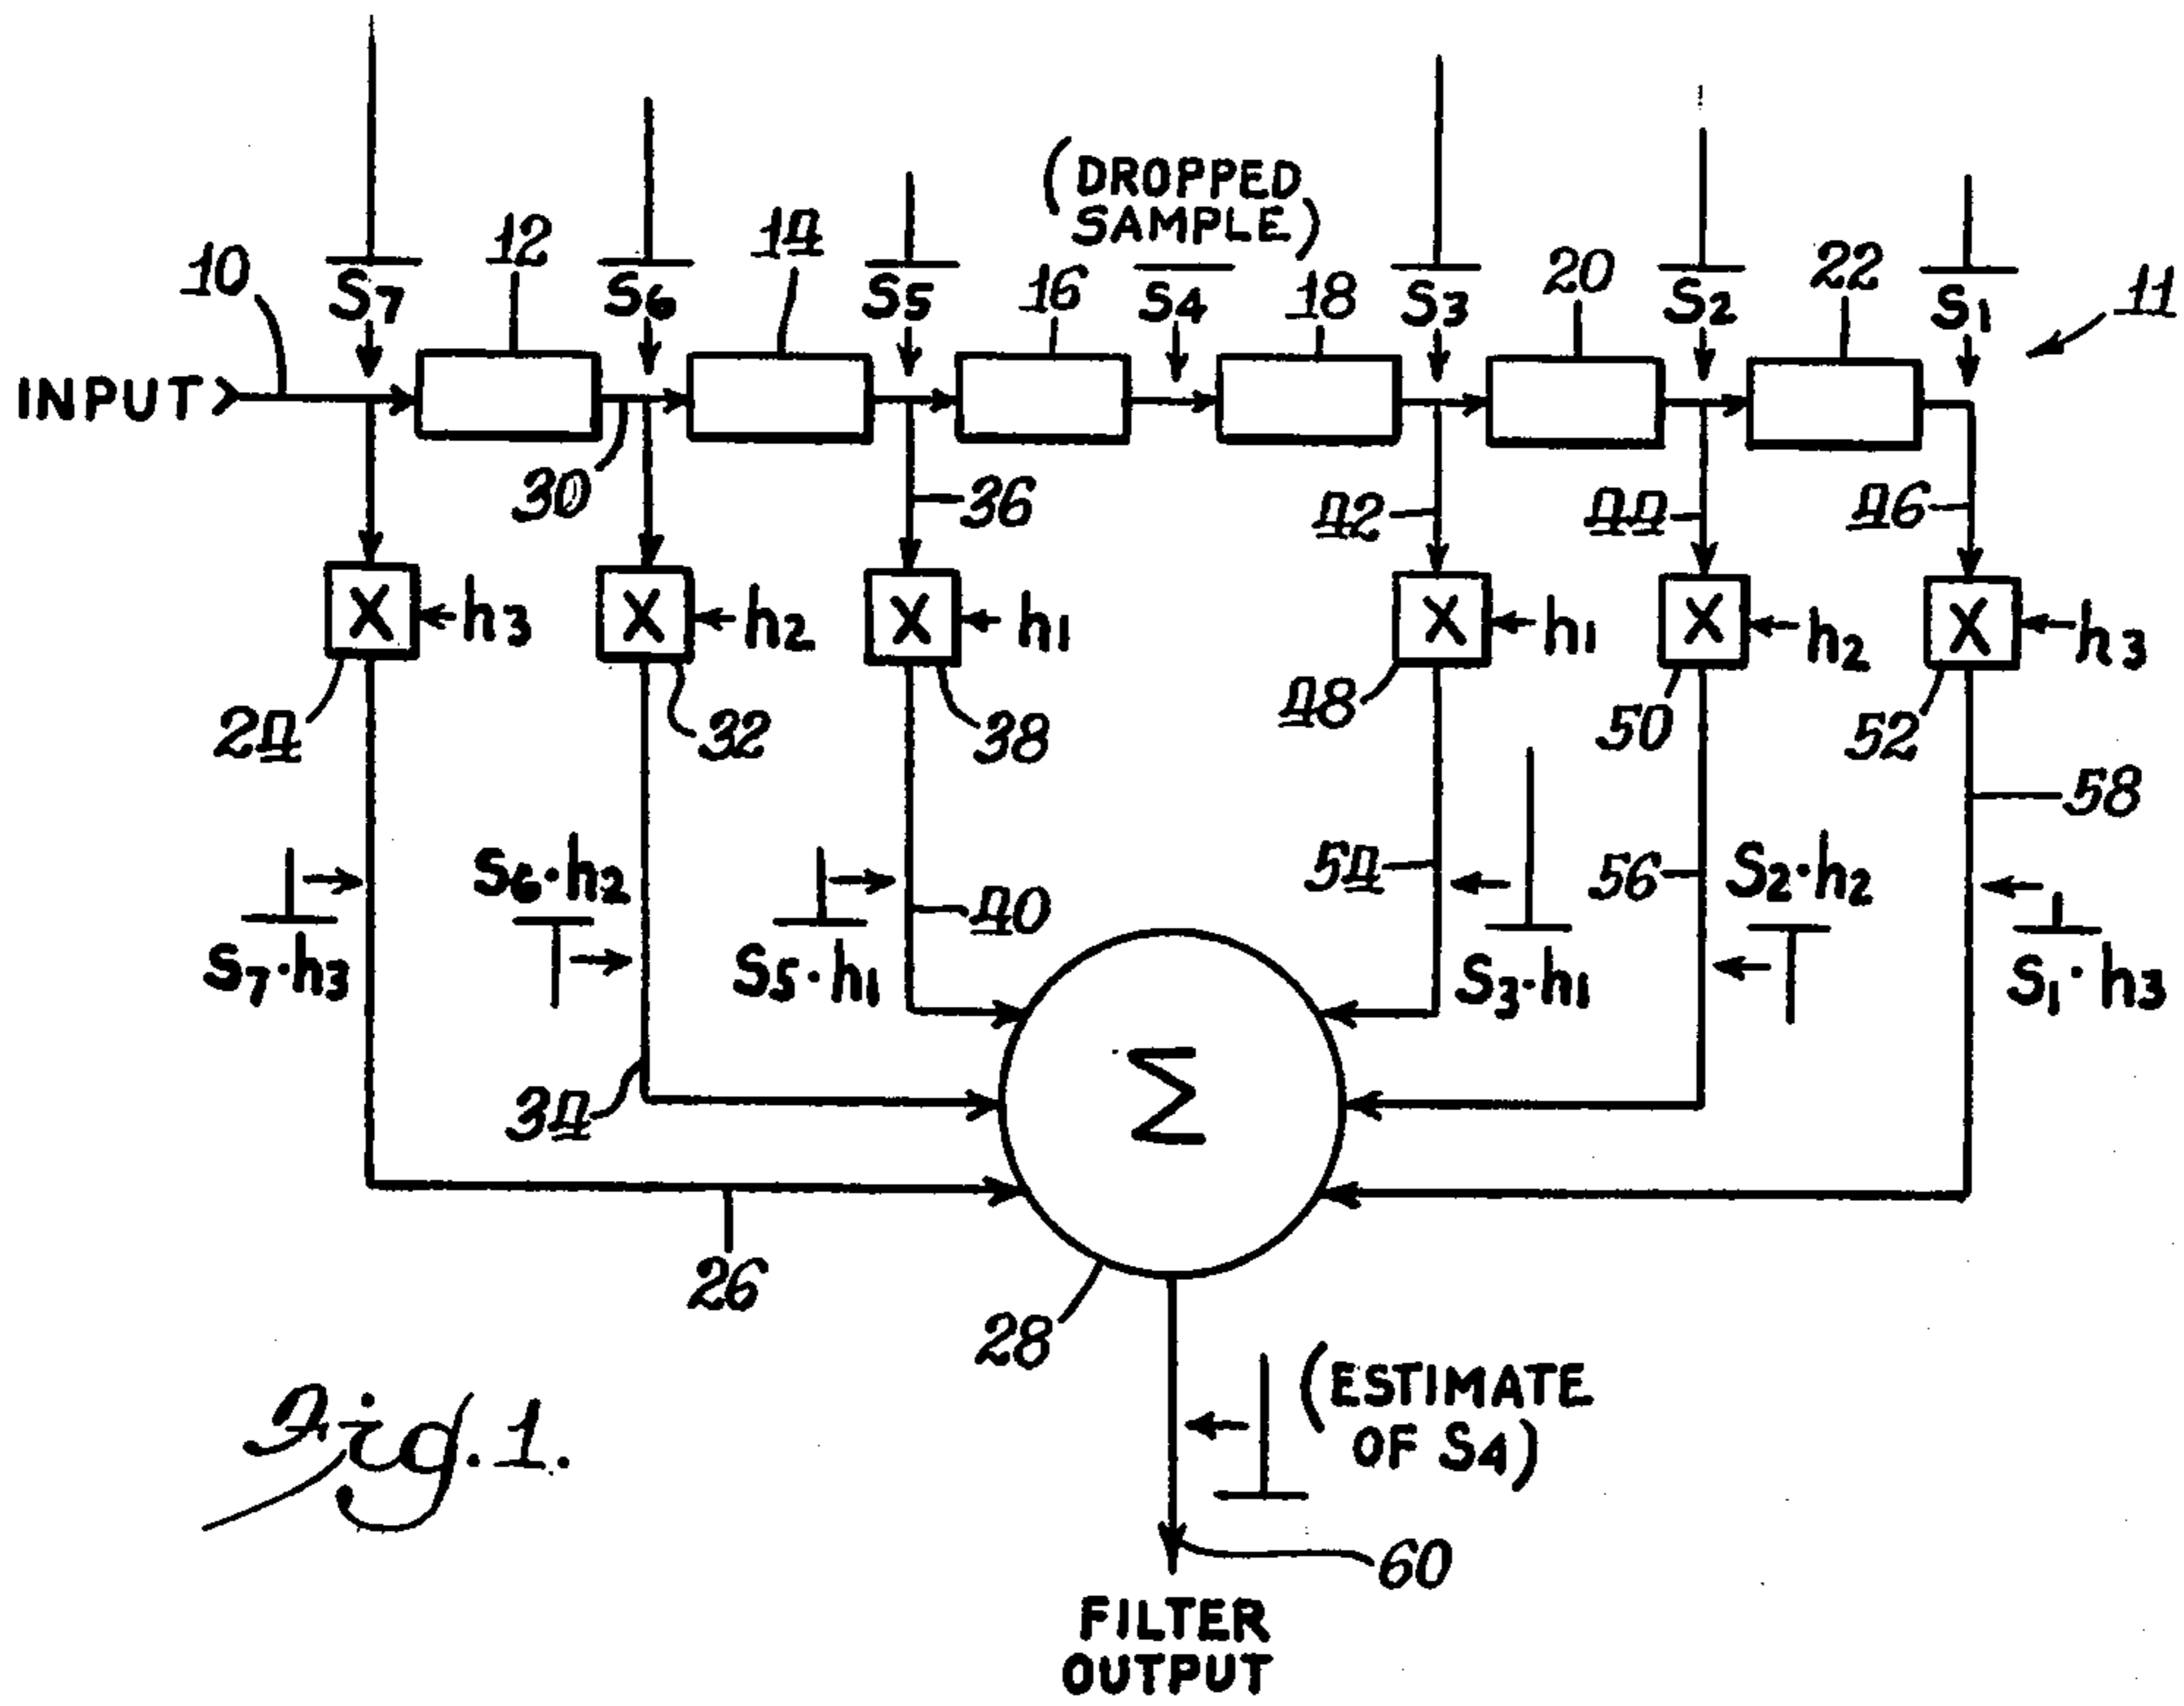 (DROPPED
SAMPLE)
10
S7
12
S6
14
S5
16
S4
18
S3
20
S2
22
S1
11
INPUT
30
36
42
44
46
X
h3
X
h2
X
h1
X
h1
X
h2
X
h3
24
32
38
48
50
52
58
S7·h3
S6·h2
S5·h1
40
54
S3·h1
56
S2·h2
S1·h3
34
Σ
26
28
(ESTIMATE
OF S4)
60
FILTER
OUTPUT
Fig. 1.